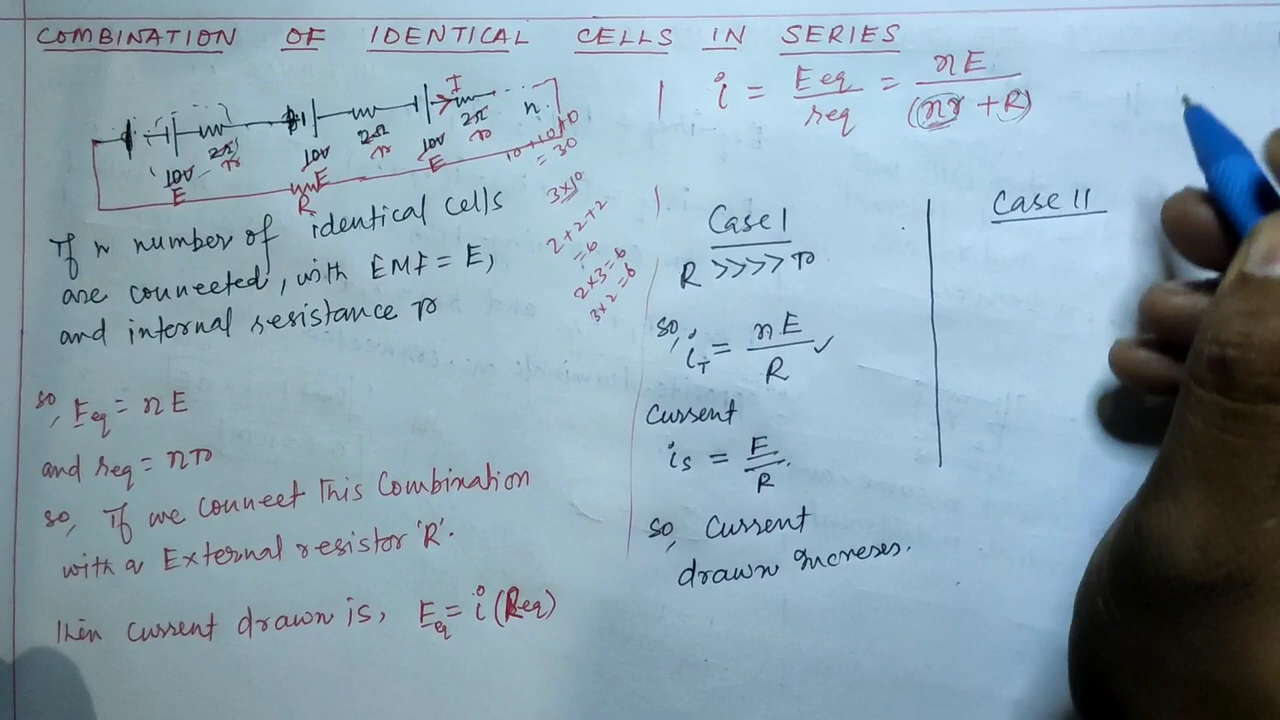 COMBINATION OF IDENTICAL CELLS IN SERIES
I
n
2Ω 2Ω 2Ω
r r r
10V 10V 10V
E E E
R
10+10+10
= 30
3×10
2+2+2
= 6
2×3=6
3×2=6
If n number of identical cells
are connected, with EMF = E,
and internal resistance r
so, Eeq = nE
and req = nr
so, If we connect This Combination
with a External resistor 'R'.
Then current drawn is, Eeq = i(Req)
i = Eeq/req = nE/(nr + R)
Case I
R >>>> r
so, iT = nE/R ✓
Current
is = E/R.
so, Current
drawn increses.
Case II